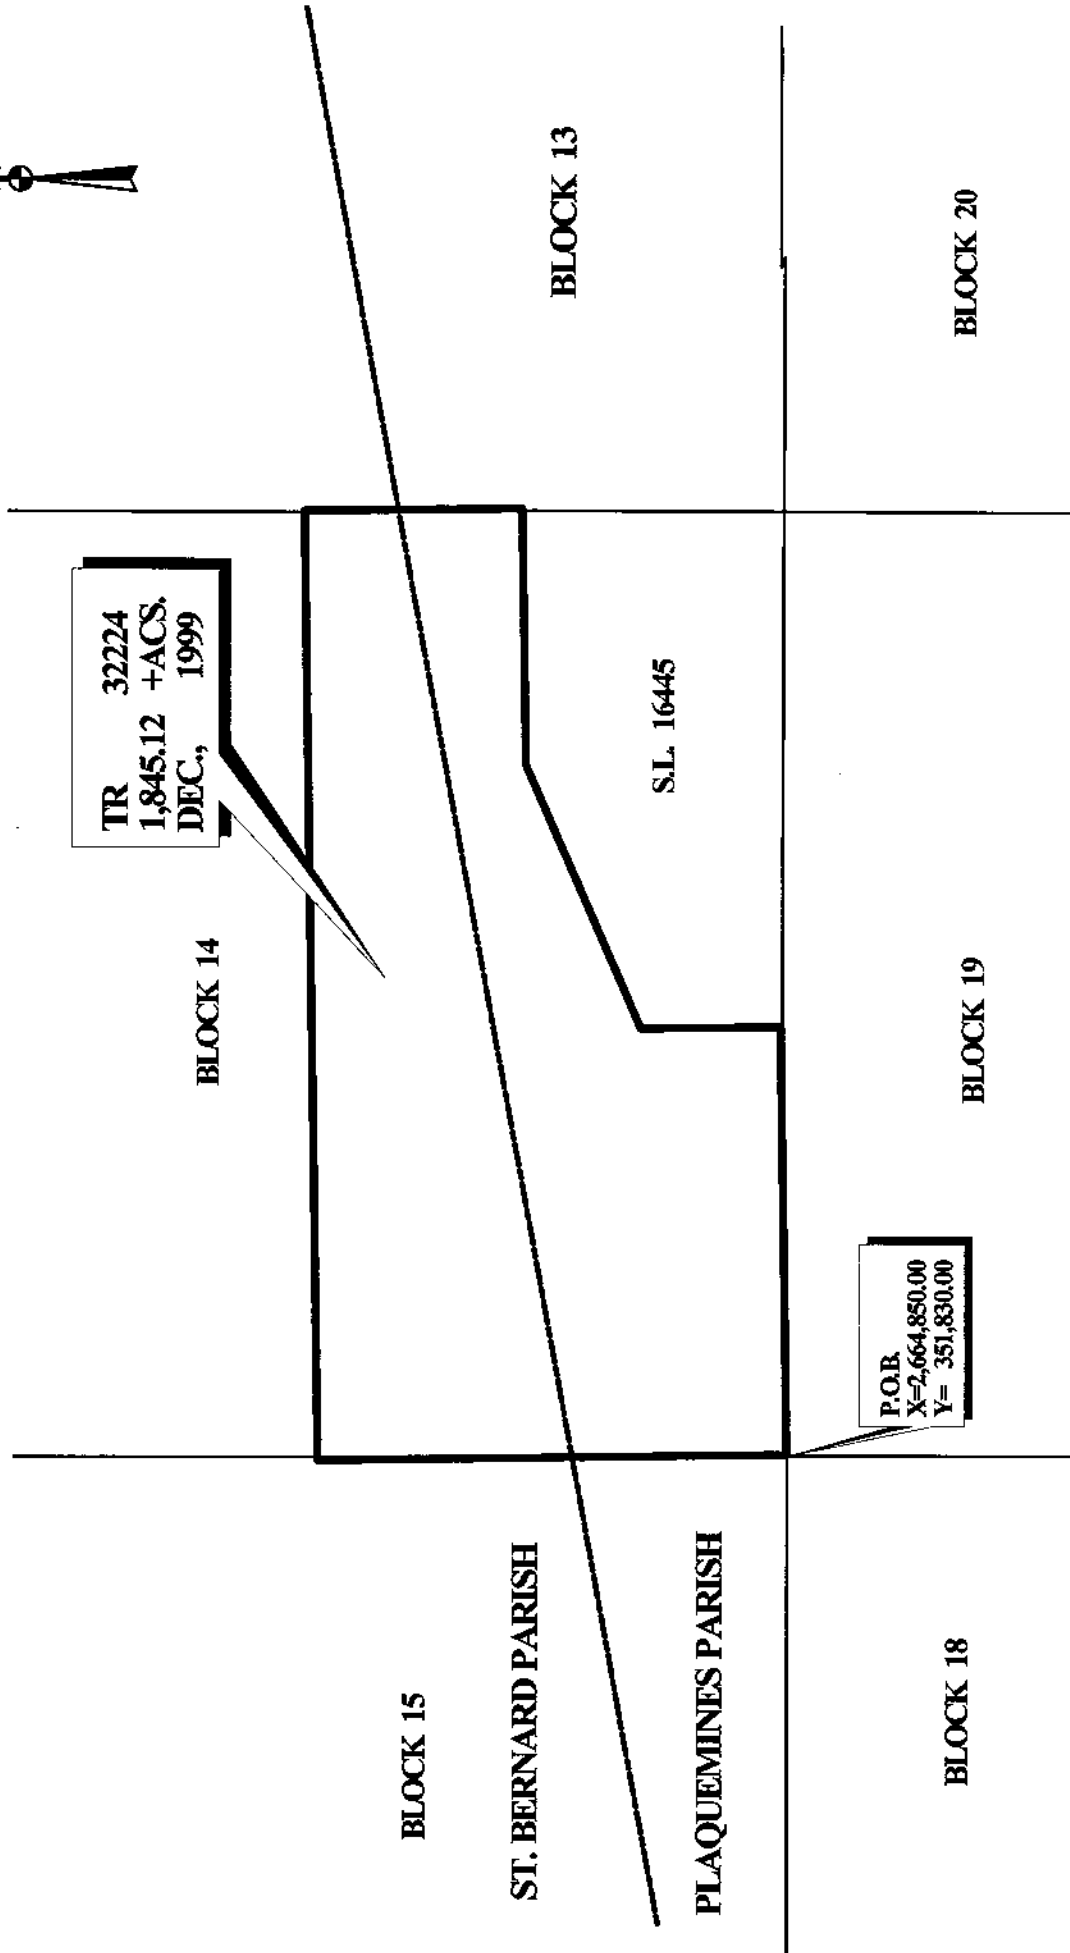 TR 32224
1,845.12 +ACS.
DEC., 1999
BLOCK 14
BLOCK 15
BLOCK 13
ST. BERNARD PARISH
S.L. 16445
PLAQUEMINES PARISH
P.O.B.
X=2,664,850.00
Y= 351,830.00
BLOCK 18
BLOCK 19
BLOCK 20